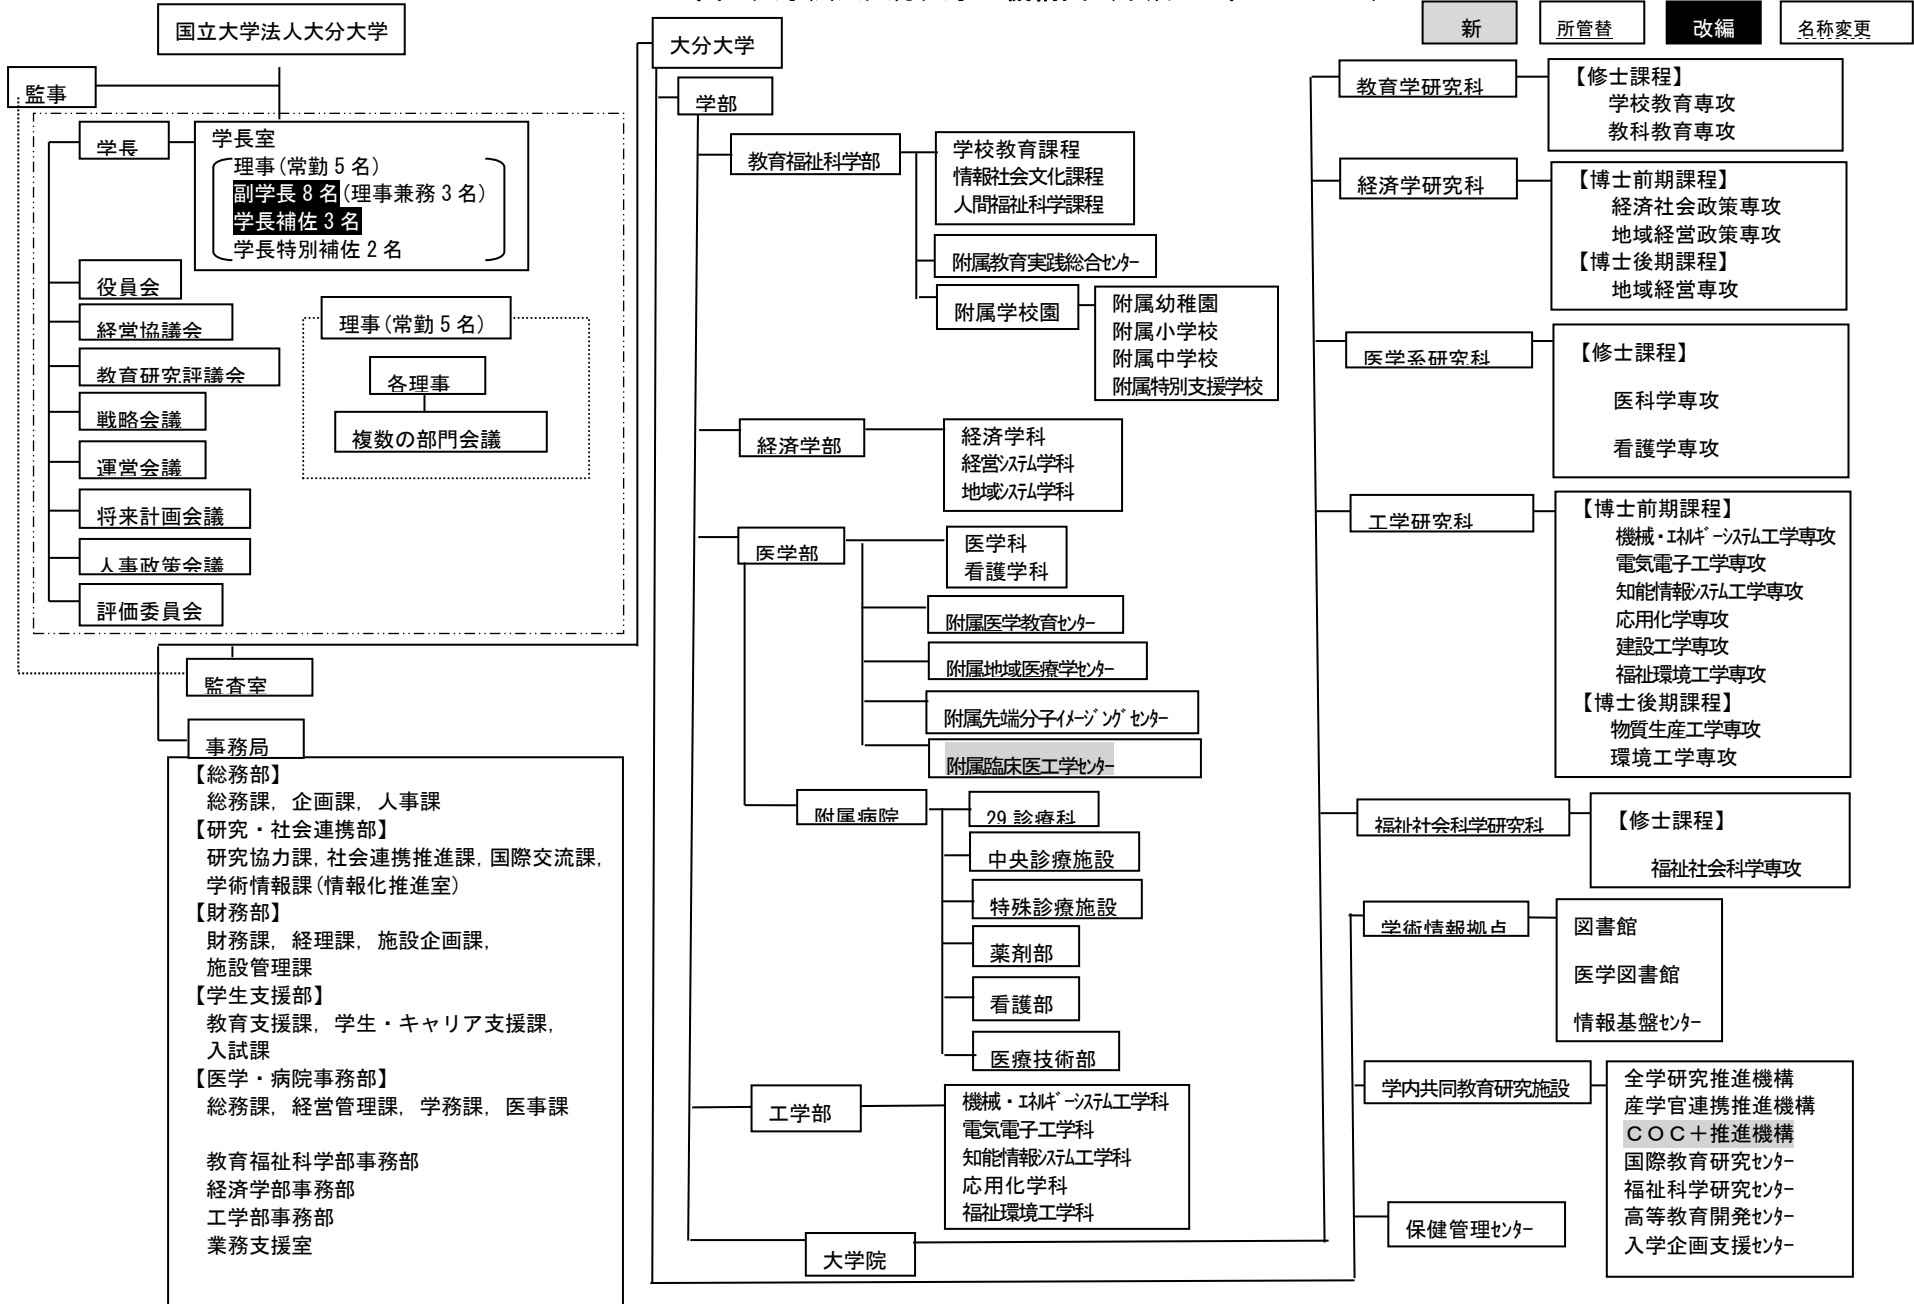 国立大学法人大分大学
監事
学長
学長室
理事(常勤5名)
副学長8名(理事兼務3名)
学長補佐3名
学長特別補佐2名
役員会
経営協議会
教育研究評議会
戦略会議
運営会議
将来計画会議
人事政策会議
評価委員会
理事(常勤5名)
各理事
複数の部門会議
監査室
事務局
【総務部】
総務課，企画課，人事課
【研究・社会連携部】
研究協力課，社会連携推進課，国際交流課，
学術情報課(情報化推進室)
【財務部】
財務課，経理課，施設企画課，
施設管理課
【学生支援部】
教育支援課，学生・キャリア支援課，
入試課
【医学・病院事務部】
総務課，経営管理課，学務課，医事課
教育福祉科学部事務部
経済学部事務部
工学部事務部
業務支援室
大分大学
学部
教育福祉科学部
学校教育課程
情報社会文化課程
人間福祉科学課程
附属教育実践総合ｾﾝﾀｰ
附属学校園
附属幼稚園
附属小学校
附属中学校
附属特別支援学校
経済学部
経済学科
経営ｼｽﾃﾑ学科
地域ｼｽﾃﾑ学科
医学部
医学科
看護学科
附属医学教育ｾﾝﾀｰ
附属地域医療学ｾﾝﾀｰ
附属先端分子ｲﾒｰｼﾞﾝｸﾞｾﾝﾀｰ
附属臨床医工学ｾﾝﾀｰ
附属病院
29診療科
中央診療施設
特殊診療施設
薬剤部
看護部
医療技術部
工学部
機械・ｴﾈﾙｷﾞｰｼｽﾃﾑ工学科
電気電子工学科
知能情報ｼｽﾃﾑ工学科
応用化学科
福祉環境工学科
大学院
新
所管替
改編
名称変更
教育学研究科
【修士課程】
学校教育専攻
教科教育専攻
経済学研究科
【博士前期課程】
経済社会政策専攻
地域経営政策専攻
【博士後期課程】
地域経営専攻
医学系研究科
【修士課程】
医科学専攻
看護学専攻
工学研究科
【博士前期課程】
機械・ｴﾈﾙｷﾞｰｼｽﾃﾑ工学専攻
電気電子工学専攻
知能情報ｼｽﾃﾑ工学専攻
応用化学専攻
建設工学専攻
福祉環境工学専攻
【博士後期課程】
物質生産工学専攻
環境工学専攻
福祉社会科学研究科
【修士課程】
福祉社会科学専攻
学術情報拠点
図書館
医学図書館
情報基盤ｾﾝﾀｰ
学内共同教育研究施設
全学研究推進機構
産学官連携推進機構
ＣＯＣ＋推進機構
国際教育研究ｾﾝﾀｰ
福祉科学研究ｾﾝﾀｰ
高等教育開発ｾﾝﾀｰ
入学企画支援ｾﾝﾀｰ
保健管理ｾﾝﾀｰ